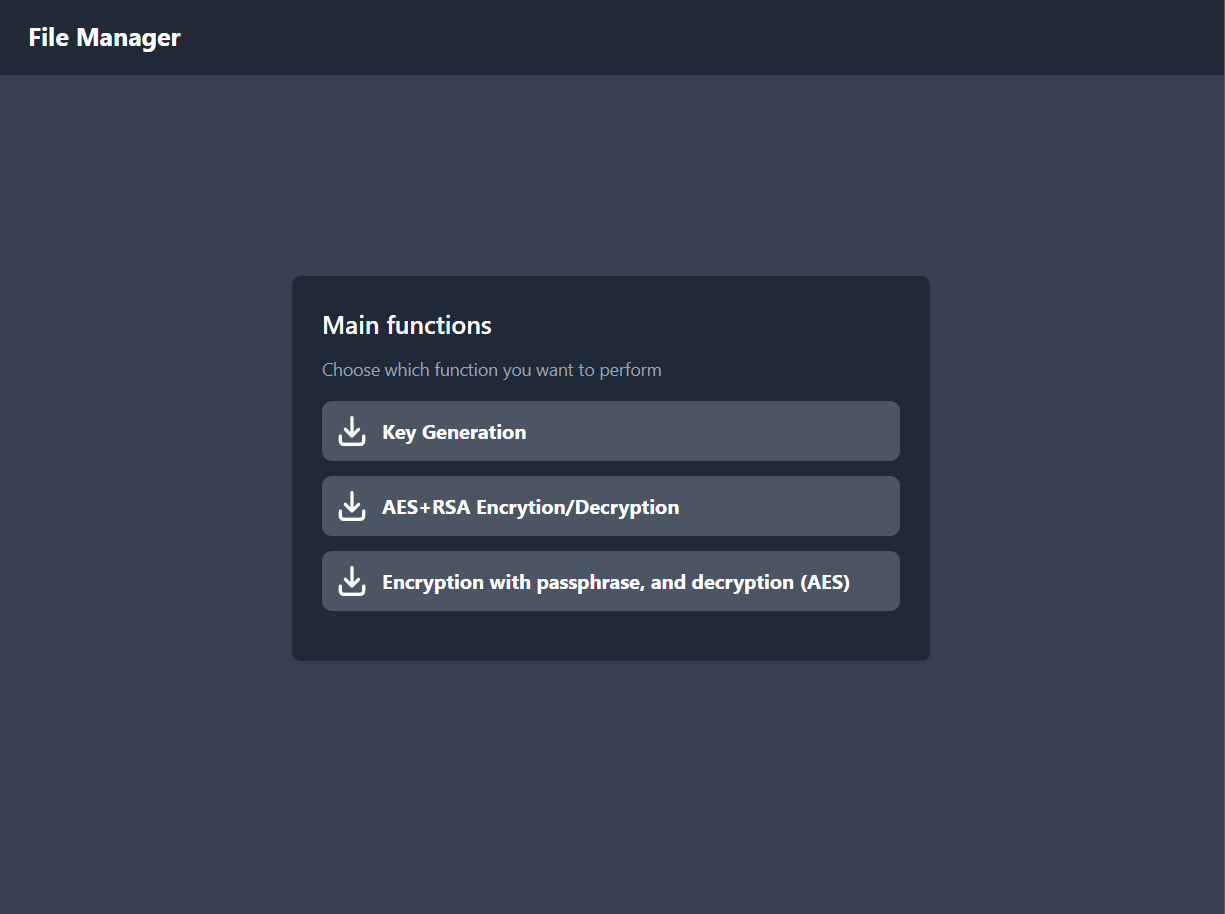 File Manager
Main functions
Choose which function you want to perform
Key Generation
AES+RSA Encrytion/Decryption
Encryption with passphrase, and decryption (AES)